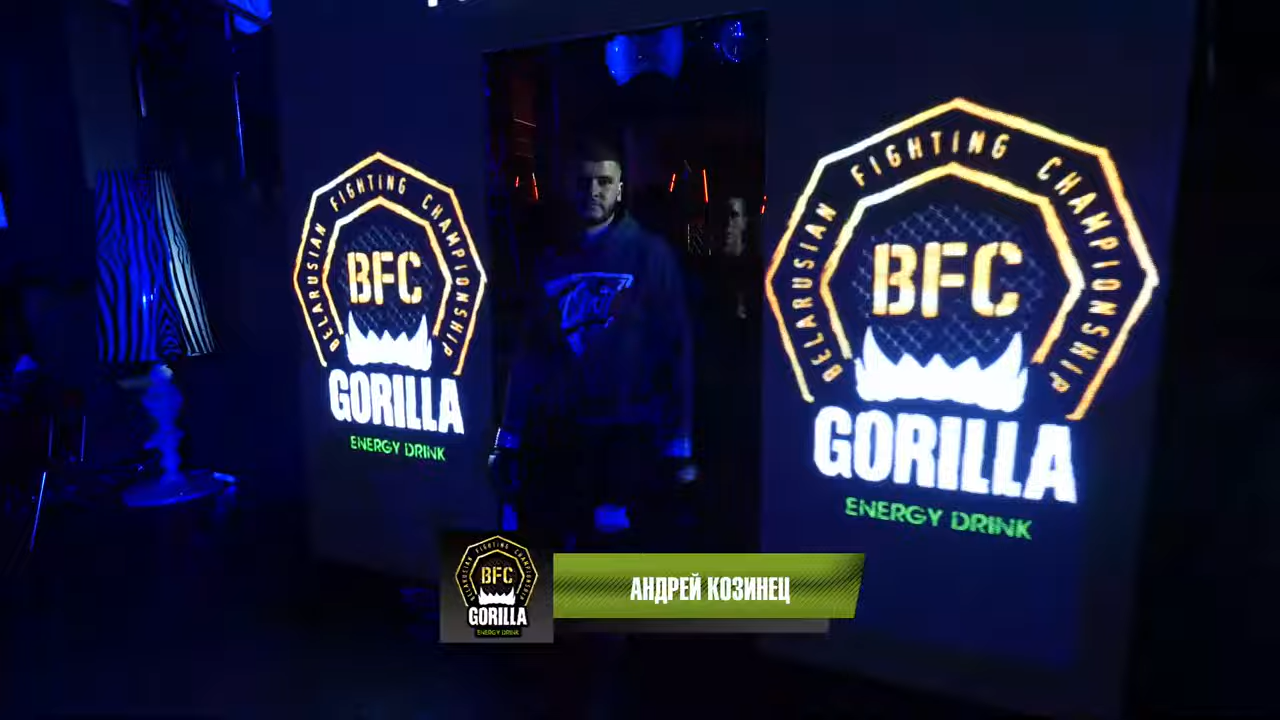 BELARUSIAN FIGHTING CHAMPIONSHIP
BFC
GORILLA
ENERGY DRINK
BELARUSIAN FIGHTING CHAMPIONSHIP
BFC
GORILLA
ENERGY DRINK
BELARUSIAN FIGHTING CHAMPIONSHIP
BFC
GORILLA
ENERGY DRINK
АНДРЕЙ КОЗИНЕЦ